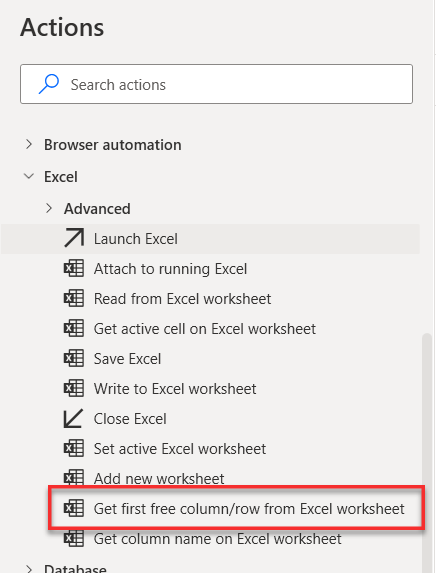 Actions
Search actions
Browser automation
Excel
Advanced
Launch Excel
Attach to running Excel
Read from Excel worksheet
Get active cell on Excel worksheet
Save Excel
Write to Excel worksheet
Close Excel
Set active Excel worksheet
Add new worksheet
Get first free column/row from Excel worksheet
Get column name on Excel worksheet
Database